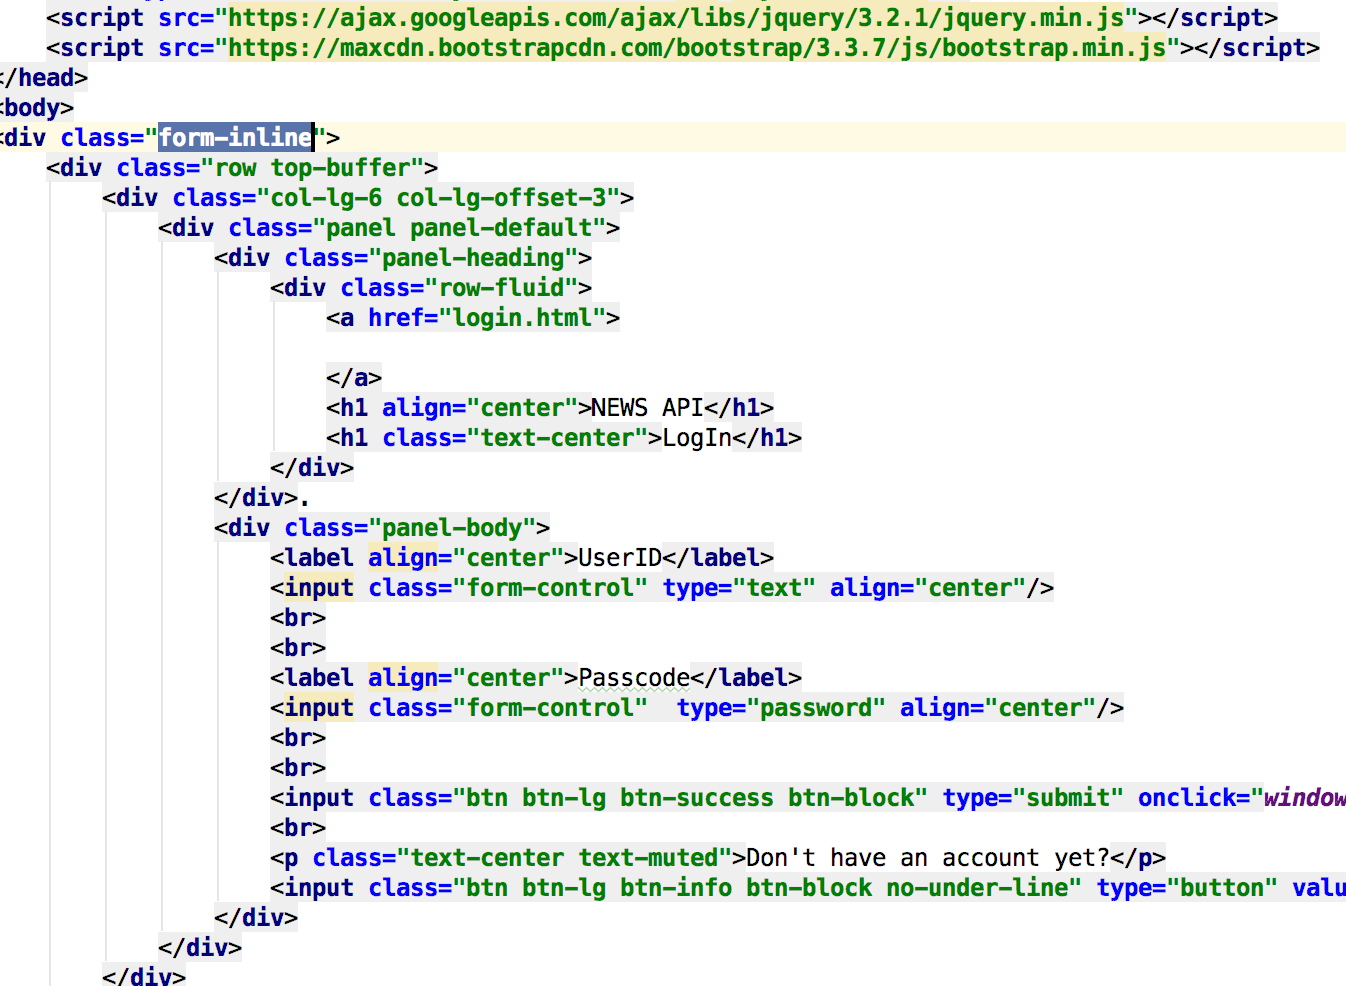 <script src="https://ajax.googleapis.com/ajax/libs/jquery/3.2.1/jquery.min.js"></script>
<script src="https://maxcdn.bootstrapcdn.com/bootstrap/3.3.7/js/bootstrap.min.js"></script>
</head>
<body>
<div class="form-inline">
<div class="row top-buffer">
<div class="col-lg-6 col-lg-offset-3">
<div class="panel panel-default">
<div class="panel-heading">
<div class="row-fluid">
<a href="login.html">
</a>
<h1 align="center">NEWS API</h1>
<h1 class="text-center">LogIn</h1>
</div>
</div>.
<div class="panel-body">
<label align="center">UserID</label>
<input class="form-control" type="text" align="center"/>
<br>
<br>
<label align="center">Passcode</label>
<input class="form-control"  type="password" align="center"/>
<br>
<br>
<input class="btn btn-lg btn-success btn-block" type="submit" onclick="window
<br>
<p class="text-center text-muted">Don't have an account yet?</p>
<input class="btn btn-lg btn-info btn-block no-under-line" type="button" valu
</div>
</div>
</div>